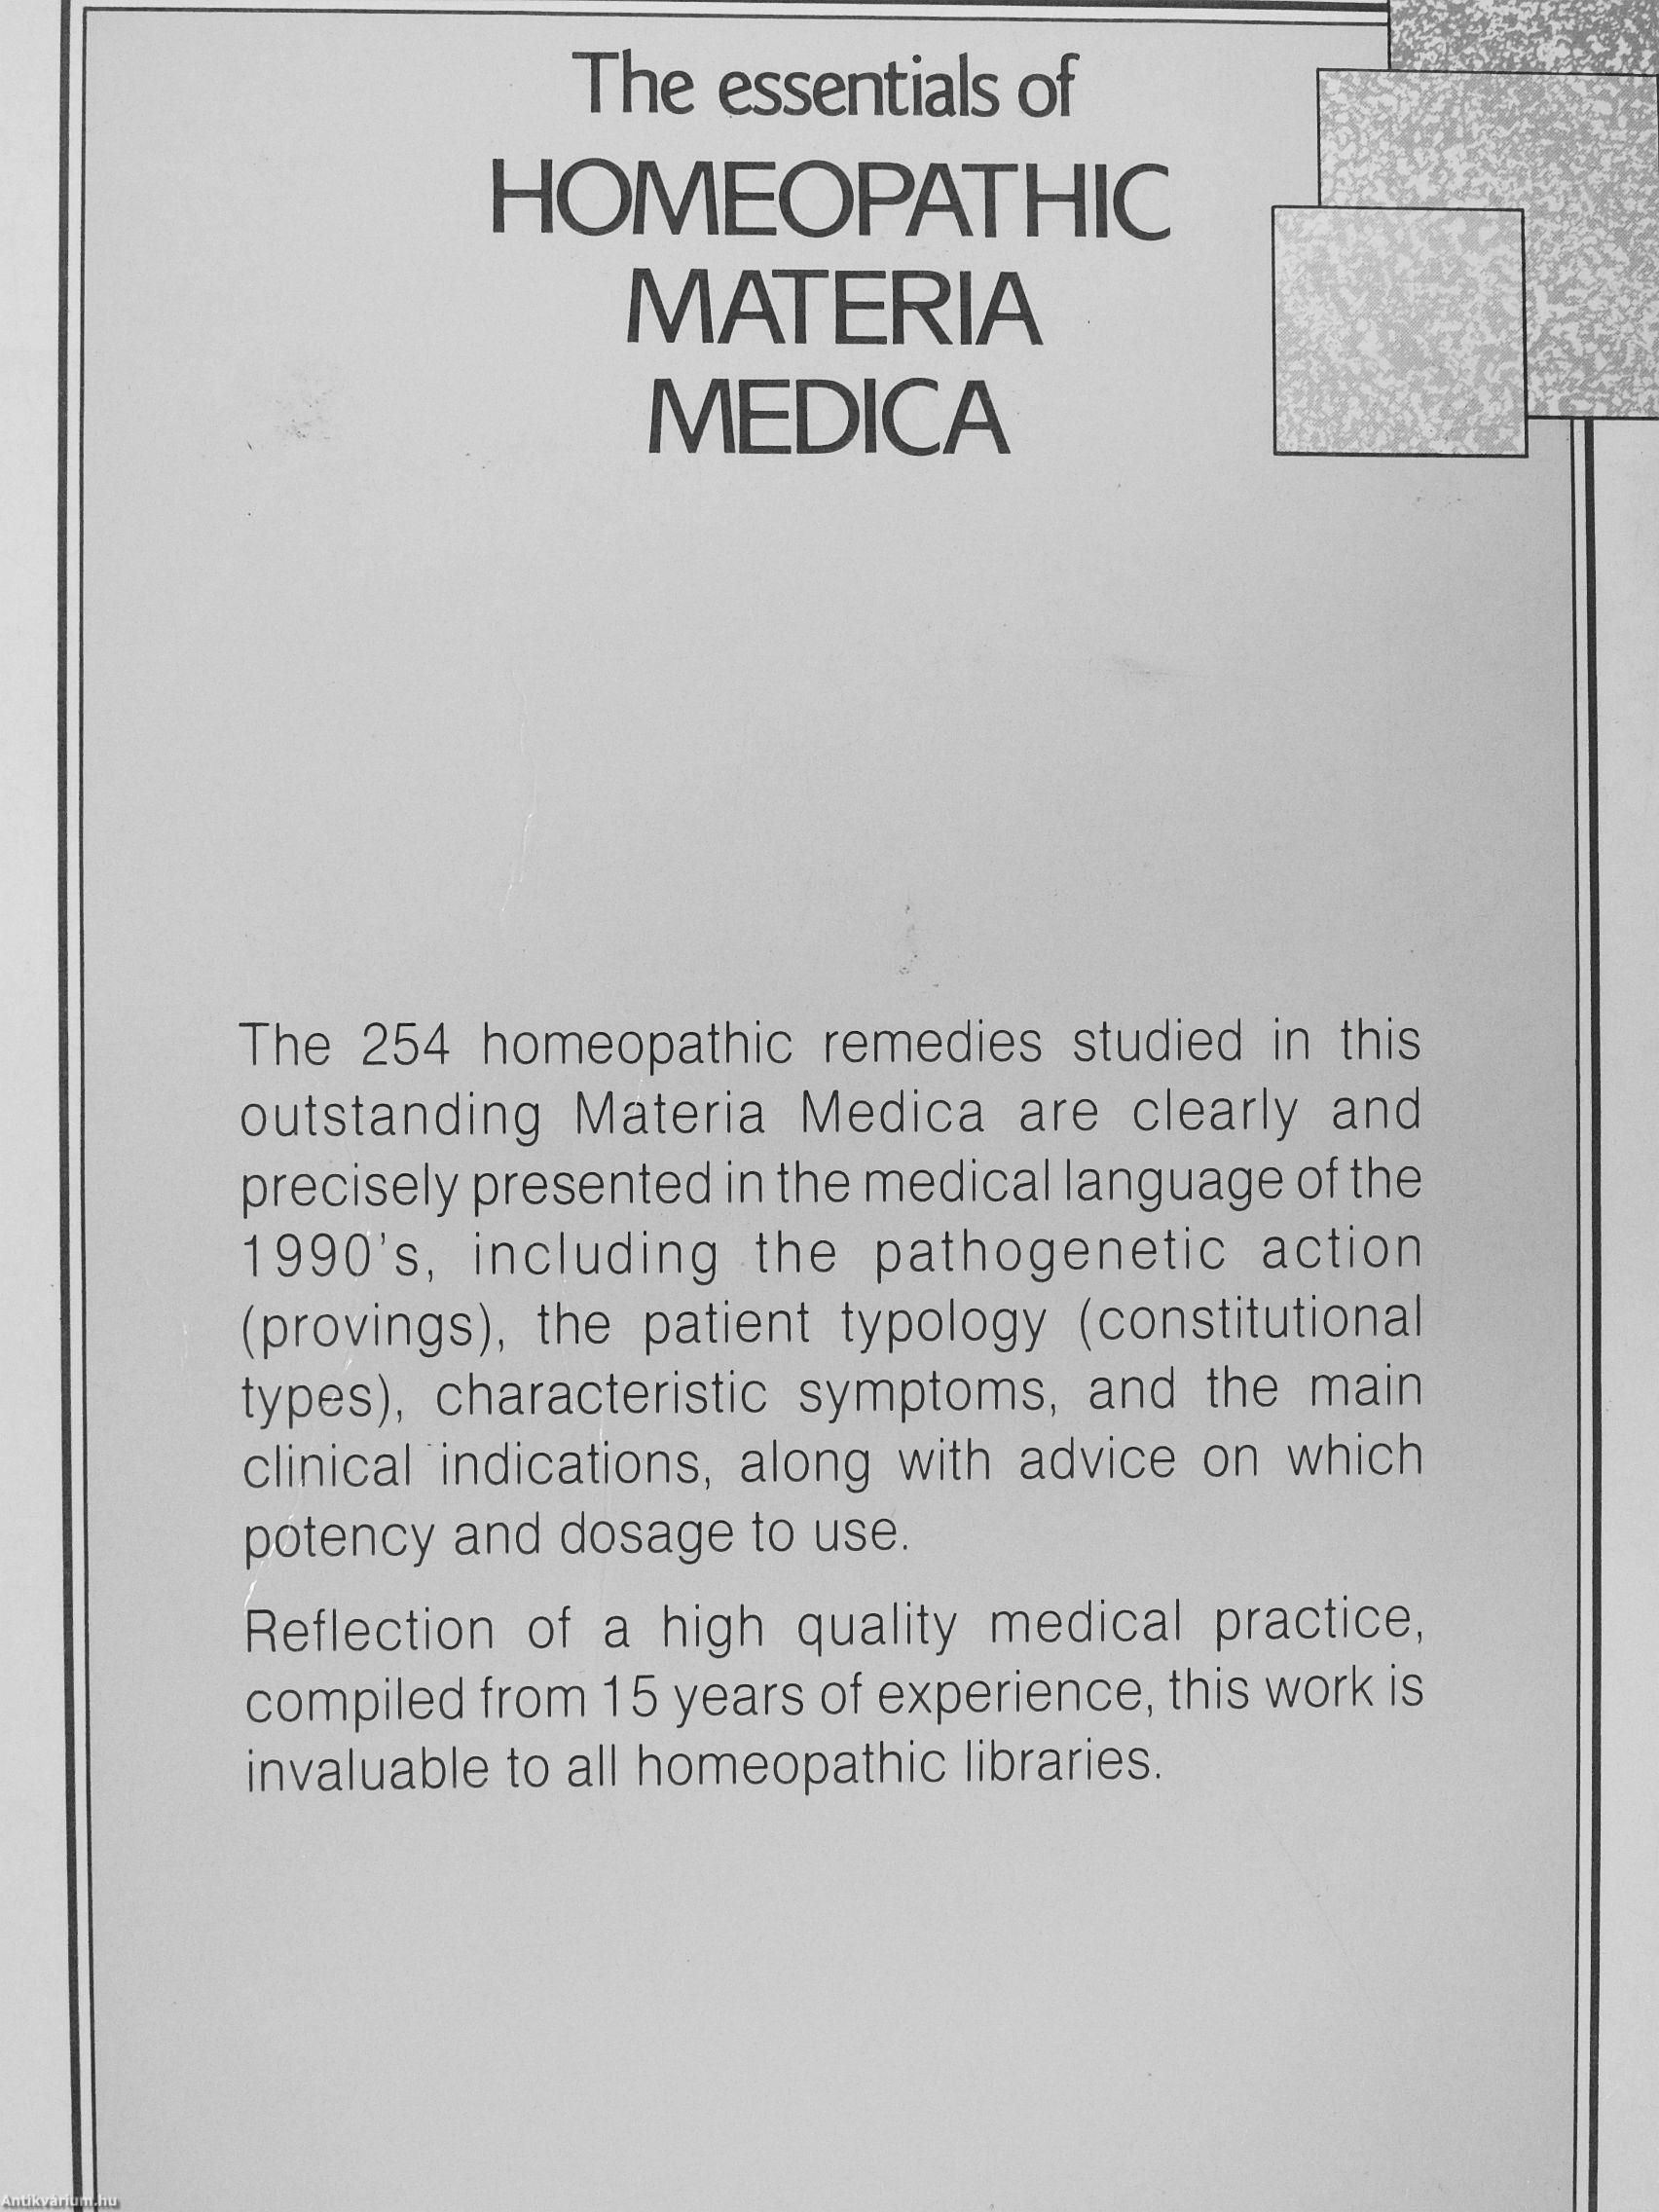 The essentials of
HOMEOPATHIC
MATERIA
MEDICA
The 254 homeopathic remedies studied in this
outstanding Materia Medica are clearly and
precisely presented in the medical language of the
1990's, including the pathogenetic action
(provings), the patient typology (constitutional
types), characteristic symptoms, and the main
clinical indications, along with advice on which
potency and dosage to use.
Reflection of a high quality medical practice,
compiled from 15 years of experience, this work is
invaluable to all homeopathic libraries.
Antikvárium.hu